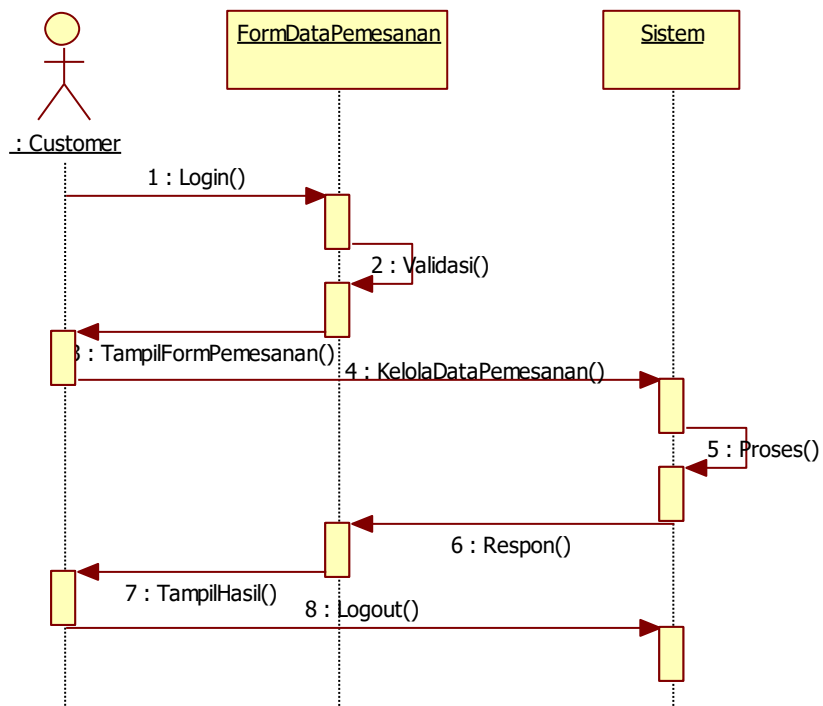 FormDataPemesanan
Sistem
: Customer
1 : Login()
2 : Validasi()
3 : TampilFormPemesanan()
4 : KelolaDataPemesanan()
5 : Proses()
6 : Respon()
7 : TampilHasil()
8 : Logout()